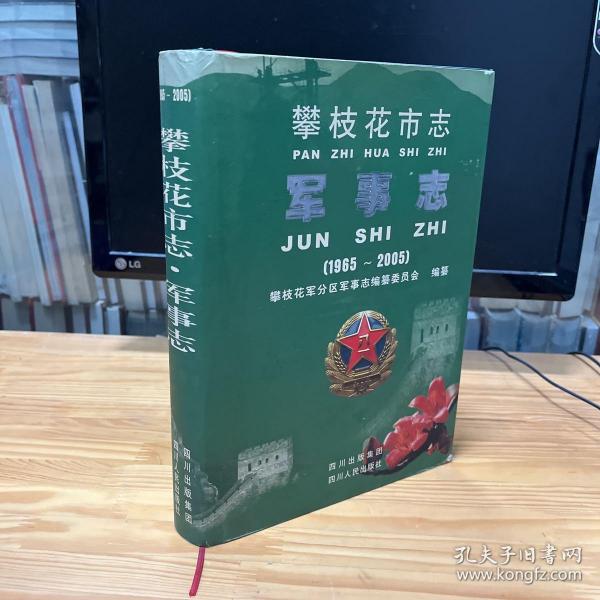 攀枝花市志
PAN ZHI HUA SHI ZHI
军事志
JUN SHI ZHI
(1965 ~ 2005)
攀枝花军分区军事志编纂委员会 编纂
八一
四川出版集团
四川人民出版社
5 ~ 2005)
攀枝花市志·军事志
四川出版集团
四川人民出版社
LG
孔夫子旧书网
www.kongfz.com